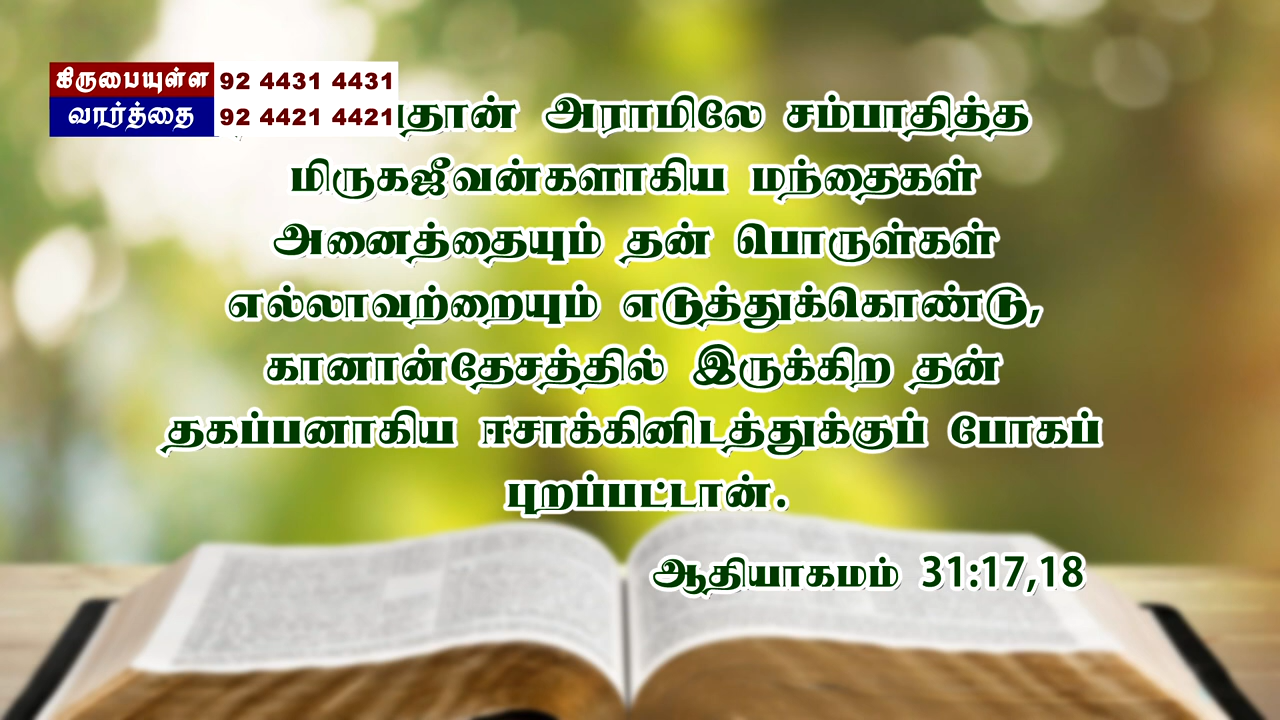 கிருபையுள்ள 92 4431 4431
வார்த்தை 92 4421 4421
அராமிலே சம்பாதித்த
மிருகஜீவன்களாகிய மந்தைகள்
அனைத்தையும் தன் பொருள்கள்
எல்லாவற்றையும் எடுத்துக்கொண்டு,
கானான்தேசத்தில் இருக்கிற தன்
தகப்பனாகிய ஈசாக்கினிடத்துக்குப் போகப்
புறப்பட்டான்.
ஆதியாகமம் 31:17,18